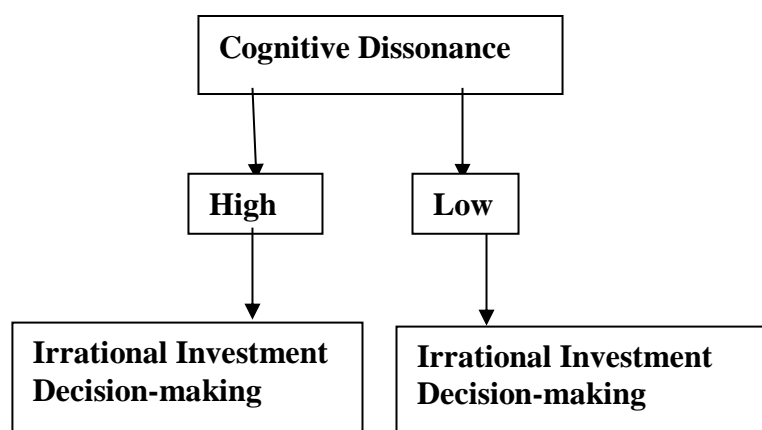 Cognitive Dissonance
High
Low
Irrational Investment
Decision-making
Irrational Investment
Decision-making